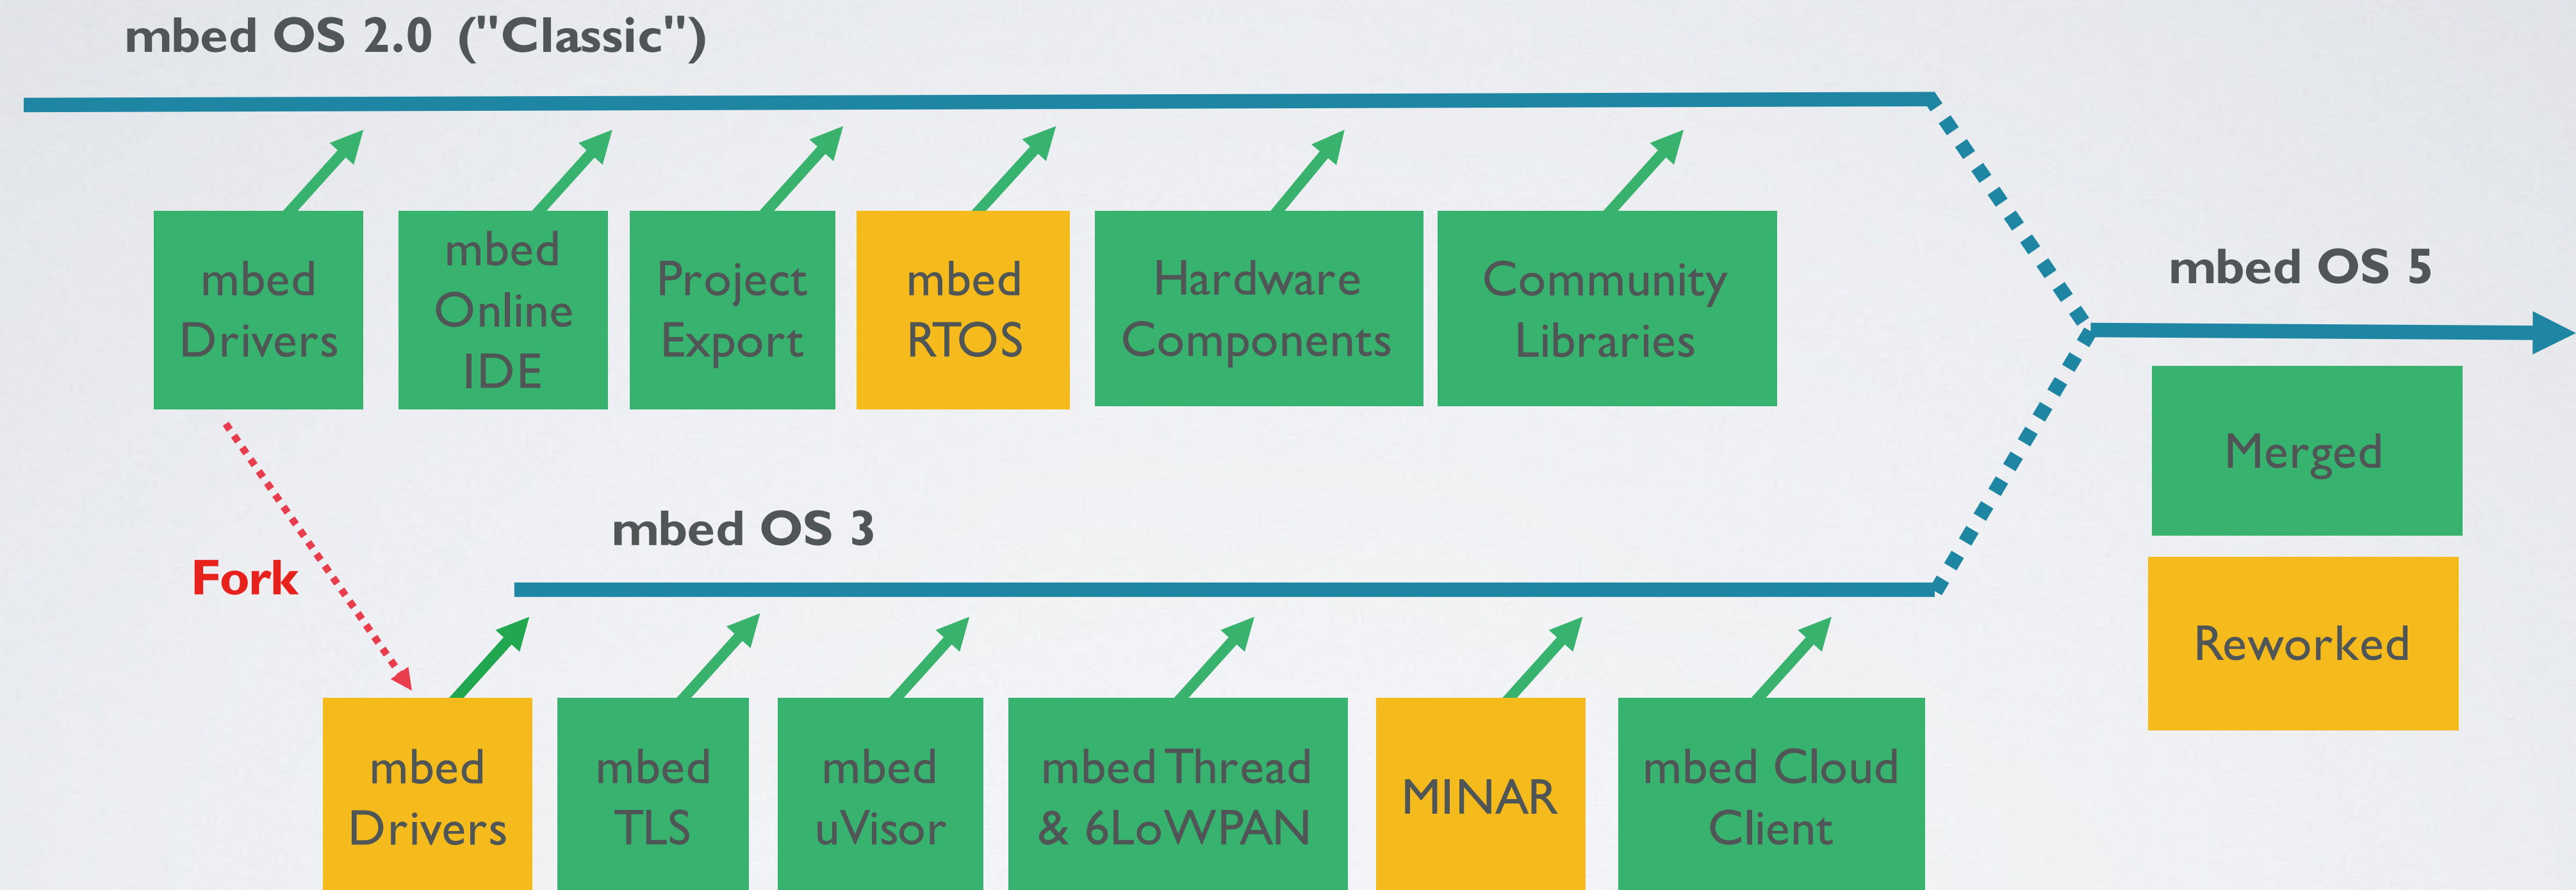 mbed OS 2.0 ("Classic")
mbed
Drivers
mbed
Online
IDE
Project
Export
mbed
RTOS
Hardware
Components
Community
Libraries
mbed OS 5
Merged
Reworked
Fork
mbed OS 3
mbed
Drivers
mbed
TLS
mbed
uVisor
mbed Thread
& 6LoWPAN
MINAR
mbed Cloud
Client